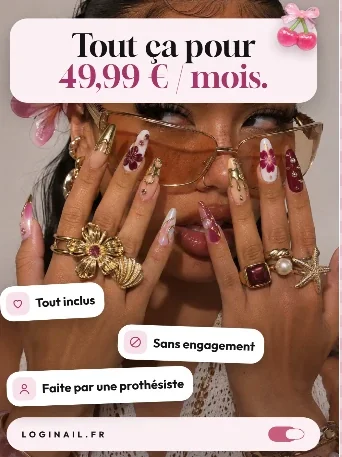 Tout ça pour
49,99 € / mois.
Tout inclus
Sans engagement
Faite par une prothésiste
LOGINAIL.FR